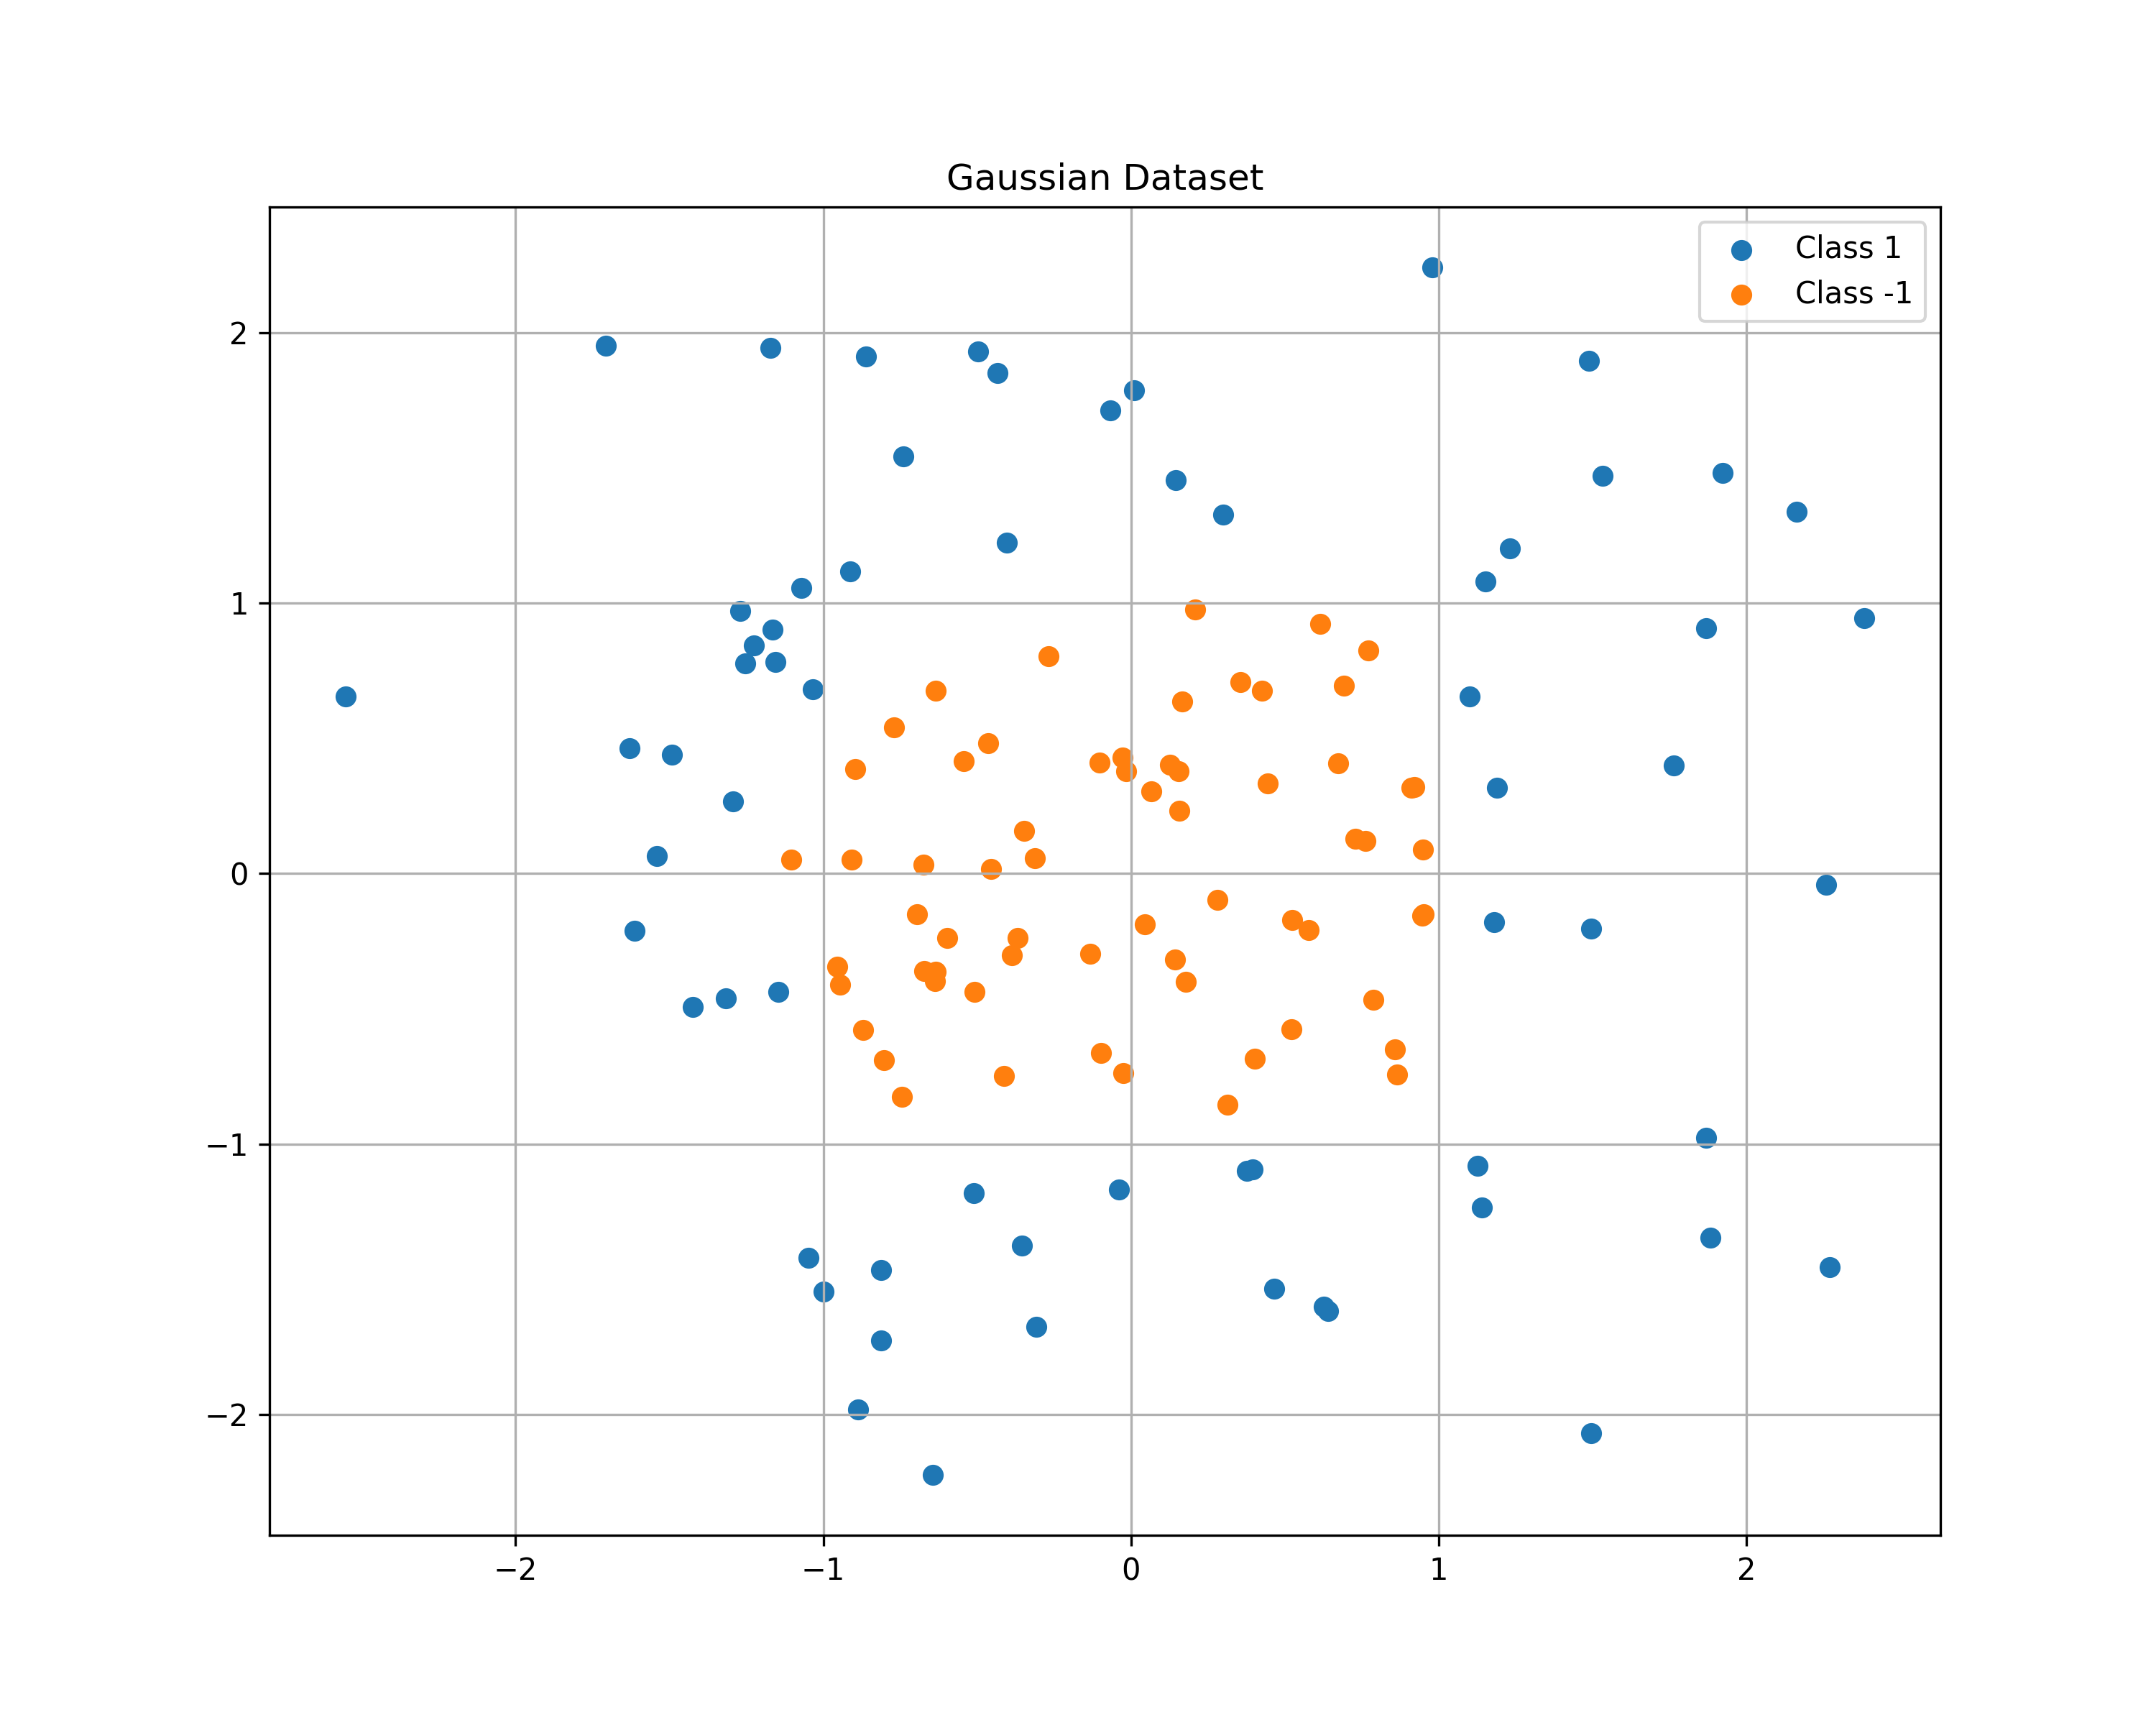 Gaussian Dataset
Class 1
Class -1
2
1
0
−1
−2
−2 −1 0 1 2